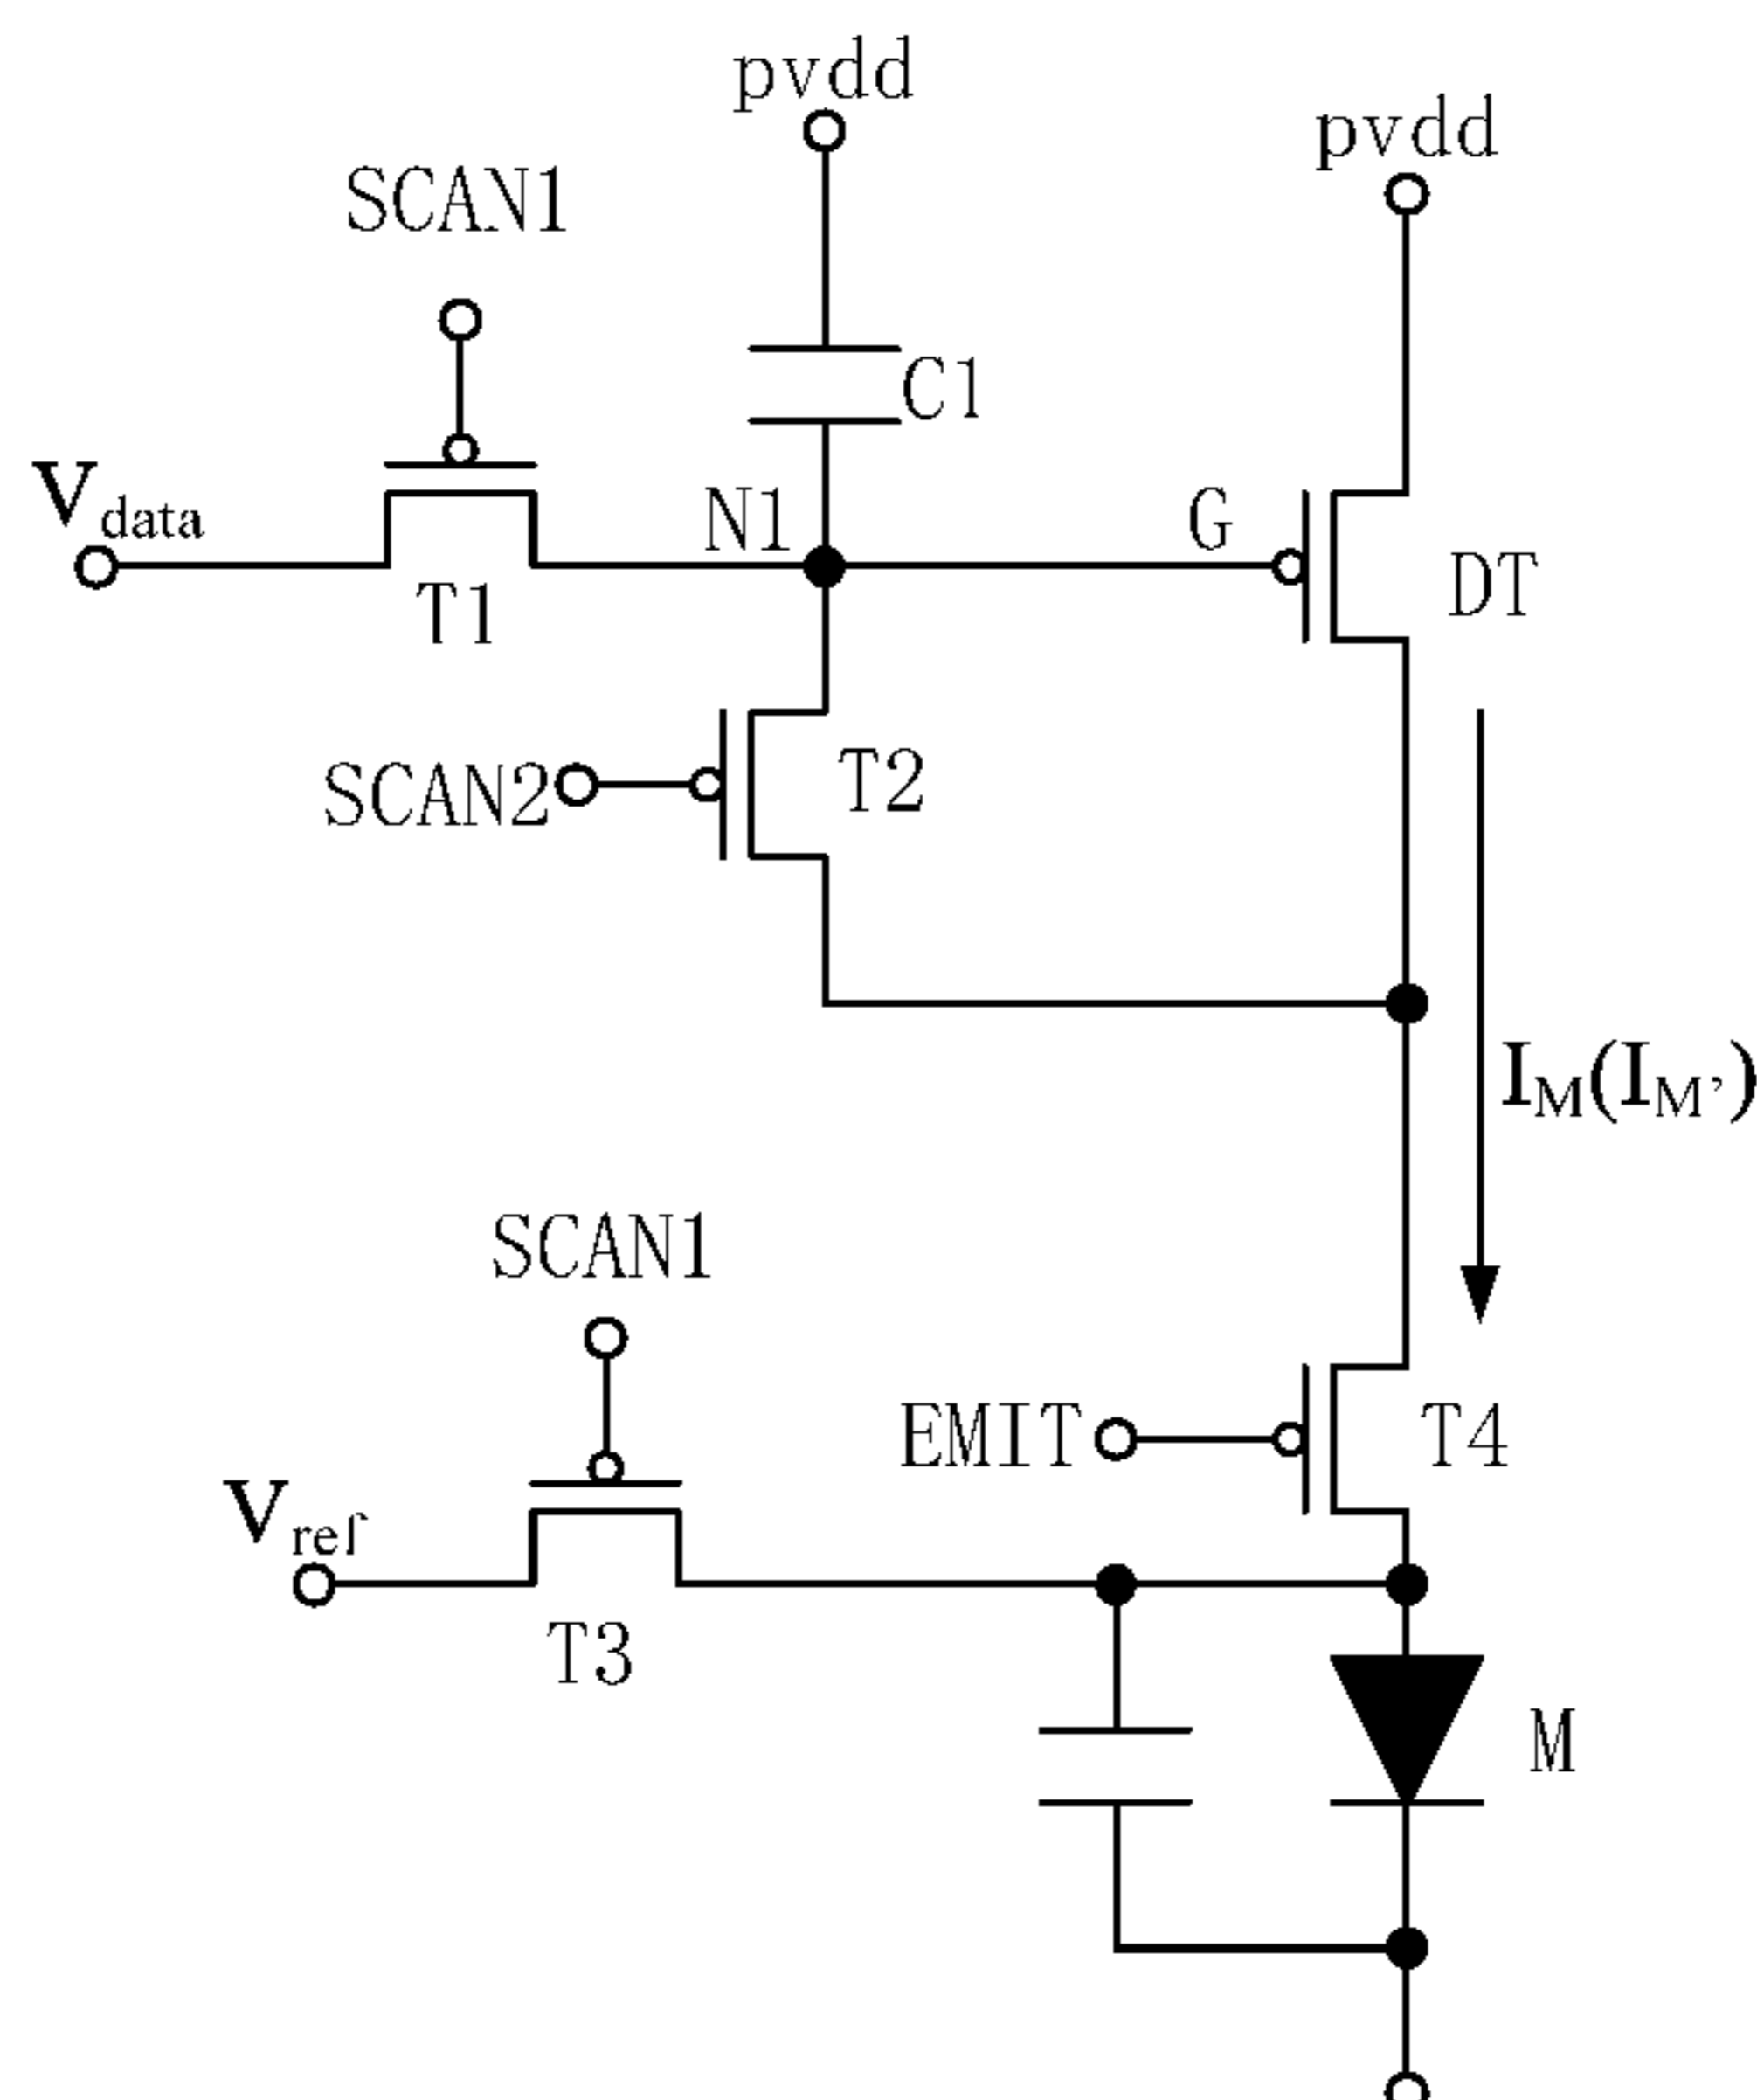 pvdd
pvdd
SCAN1
C1
Vdata
N1
G
DT
T1
T2
SCAN2
IM(IM’)
SCAN1
EMIT
T4
Vref
T3
M